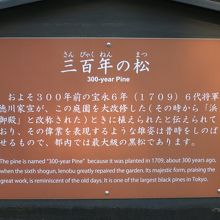 さん びゃく ねん まつ
三百年の松
300-year Pine
およそ３００年前の宝永６年（１７０９）６代将軍
徳川家宣が、この庭園を大改修した（その時から「浜
御殿」と改称された）ときに植えられたと伝えられて
おり、その偉業を表現するような雄姿は昔時をしのば
せるもので、都内では最大級の黒松であります。
The pine is named "300-year Pine" because it was planted in 1709, about 300 years ago,
when the sixth shogun, Ienobu greatly repaired the garden. Its majestic form, praising the
great work, is reminiscent of the old days. It is one of the largest black pines in Tokyo.